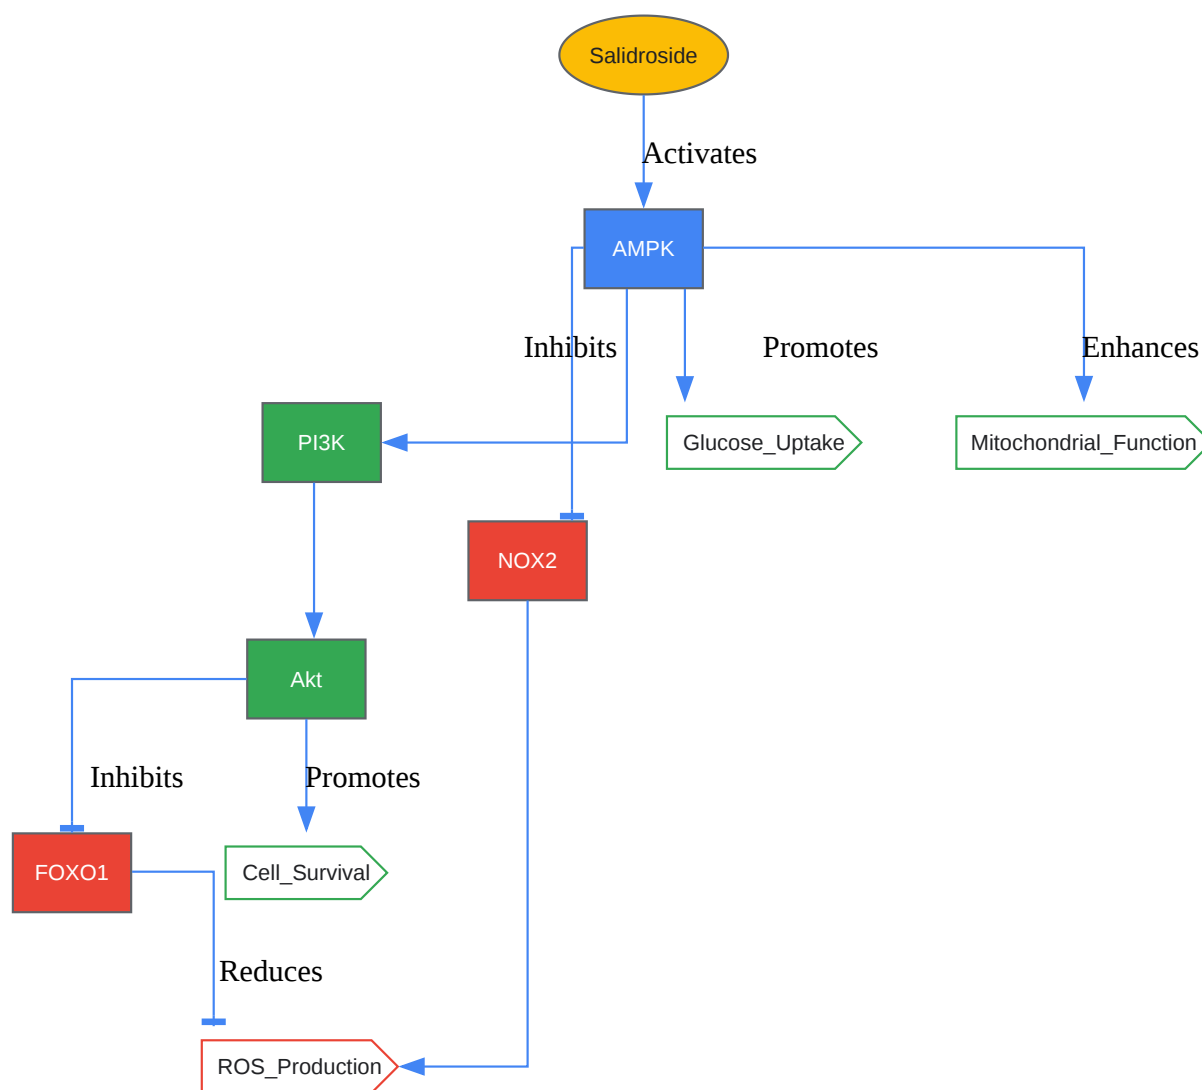 Salidroside
Activates
AMPK
Inhibits
Promotes
Enhances
PI3K
Glucose_Uptake
Mitochondrial_Function
NOX2
Akt
Inhibits
Promotes
FOXO1
Cell_Survival
Reduces
ROS_Production